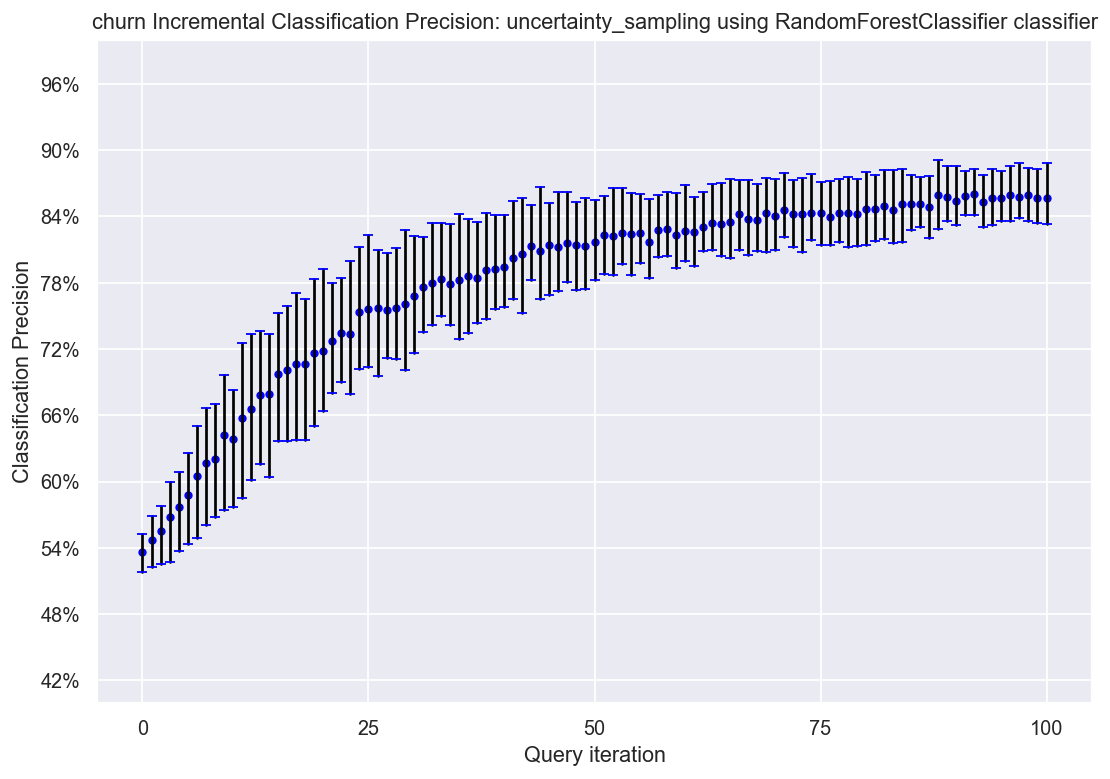 churn Incremental Classification Precision: uncertainty_sampling using RandomForestClassifier classifier
96%
90%
84%
78%
72%
66%
60%
54%
48%
42%
Classification Precision
0 25 50 75 100
Query iteration